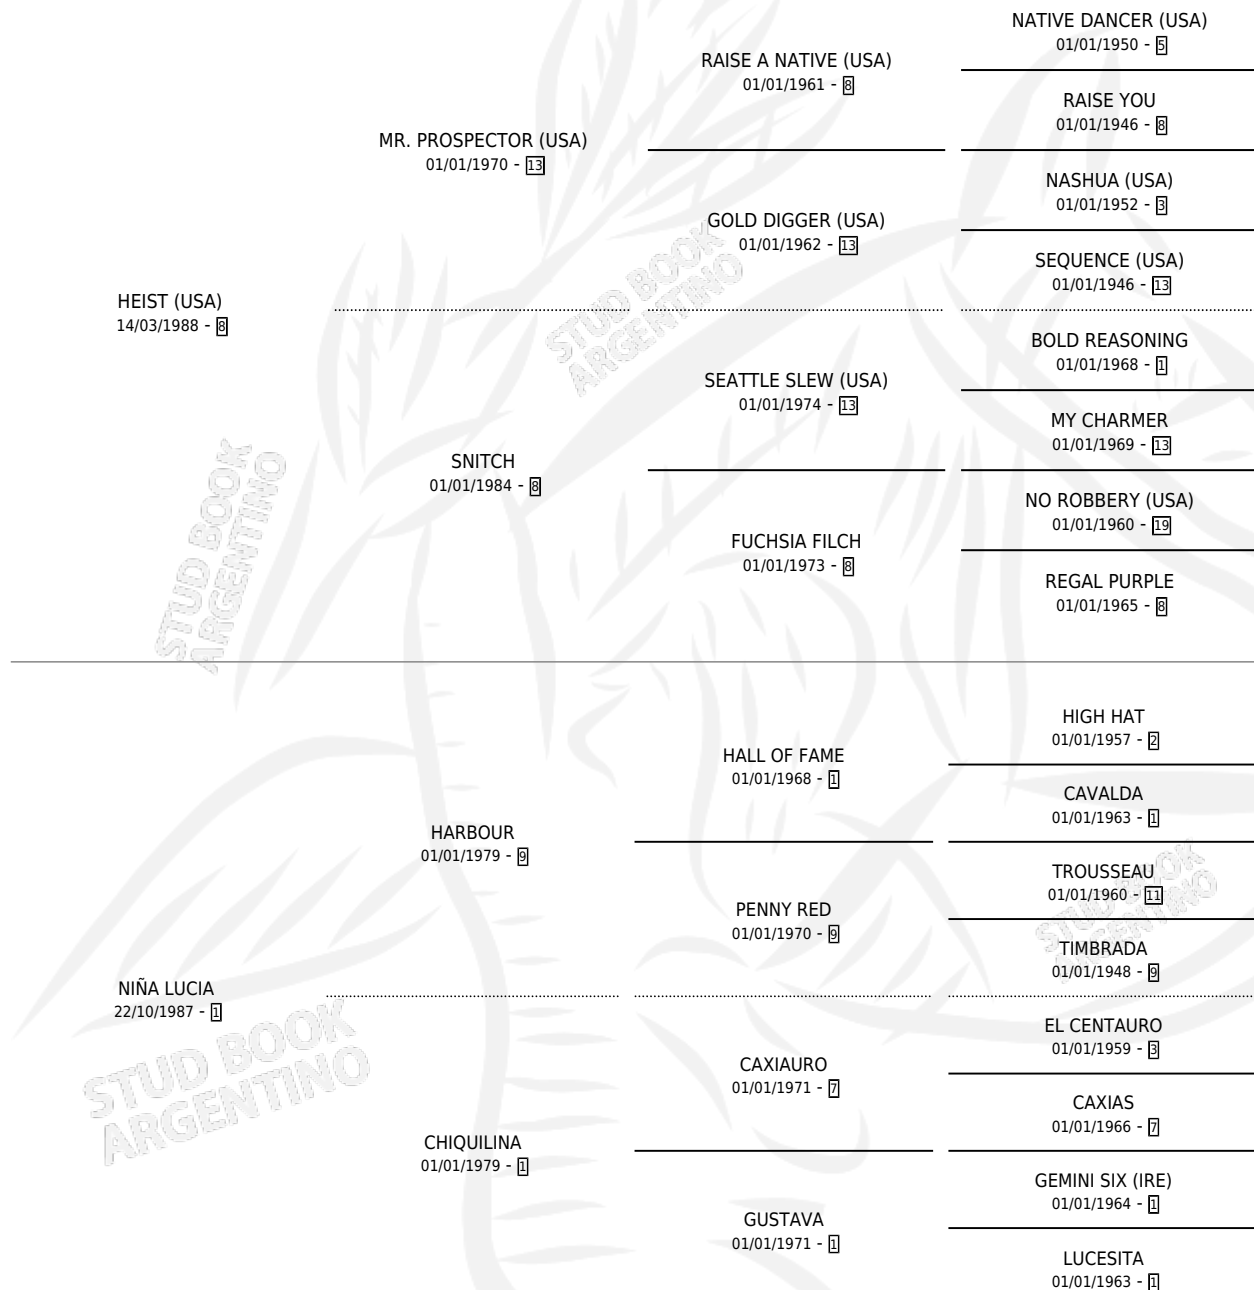 NATIVE DANCER (USA)
01/01/1950 - 5
RAISE A NATIVE (USA)
01/01/1961 - 8
RAISE YOU
01/01/1946 - 8
MR. PROSPECTOR (USA)
01/01/1970 - 13
NASHUA (USA)
01/01/1952 - 3
GOLD DIGGER (USA)
01/01/1962 - 13
SEQUENCE (USA)
01/01/1946 - 13
HEIST (USA)
14/03/1988 - 8
STUD BOOK
ARGENTINO
BOLD REASONING
01/01/1968 - 1
SEATTLE SLEW (USA)
01/01/1974 - 13
MY CHARMER
01/01/1969 - 13
SNITCH
01/01/1984 - 8
NO ROBBERY (USA)
01/01/1960 - 19
FUCHSIA FILCH
01/01/1973 - 8
REGAL PURPLE
01/01/1965 - 8
STUD BOOK
ARGENTINO
HIGH HAT
01/01/1957 - 2
HALL OF FAME
01/01/1968 - 1
CAVALDA
01/01/1963 - 1
HARBOUR
01/01/1979 - 9
TROUSSEAU
01/01/1960 - 11
PENNY RED
01/01/1970 - 9
TIMBRADA
01/01/1948 - 9
STUD BOOK
ARGENTINO
NIÑA LUCIA
22/10/1987 - 1
EL CENTAURO
01/01/1959 - 3
CAXIAURO
01/01/1971 - 7
CAXIAS
01/01/1966 - 7
CHIQUILINA
01/01/1979 - 1
GEMINI SIX (IRE)
01/01/1964 - 1
GUSTAVA
01/01/1971 - 1
LUCESITA
01/01/1963 - 1
STUD BOOK
ARGENTINO